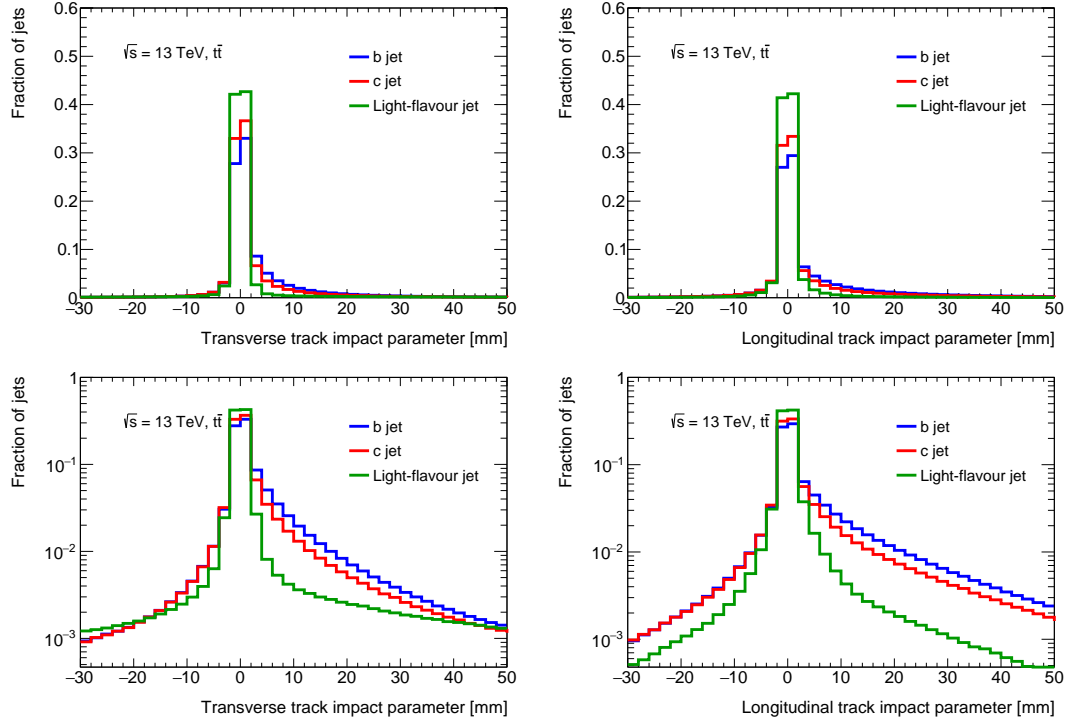 Fraction of jets
0.6
0.5
0.4
0.3
0.2
0.1
0
√s = 13 TeV, tt̄
b jet
c jet
Light-flavour jet
−30 −20 −10 0 10 20 30 40 50
Transverse track impact parameter [mm]
Fraction of jets
0.6
0.5
0.4
0.3
0.2
0.1
0
√s = 13 TeV, tt̄
b jet
c jet
Light-flavour jet
−30 −20 −10 0 10 20 30 40 50
Longitudinal track impact parameter [mm]
Fraction of jets
1
10⁻¹
10⁻²
10⁻³
√s = 13 TeV, tt̄
b jet
c jet
Light-flavour jet
−30 −20 −10 0 10 20 30 40 50
Transverse track impact parameter [mm]
Fraction of jets
1
10⁻¹
10⁻²
10⁻³
√s = 13 TeV, tt̄
b jet
c jet
Light-flavour jet
−30 −20 −10 0 10 20 30 40 50
Longitudinal track impact parameter [mm]